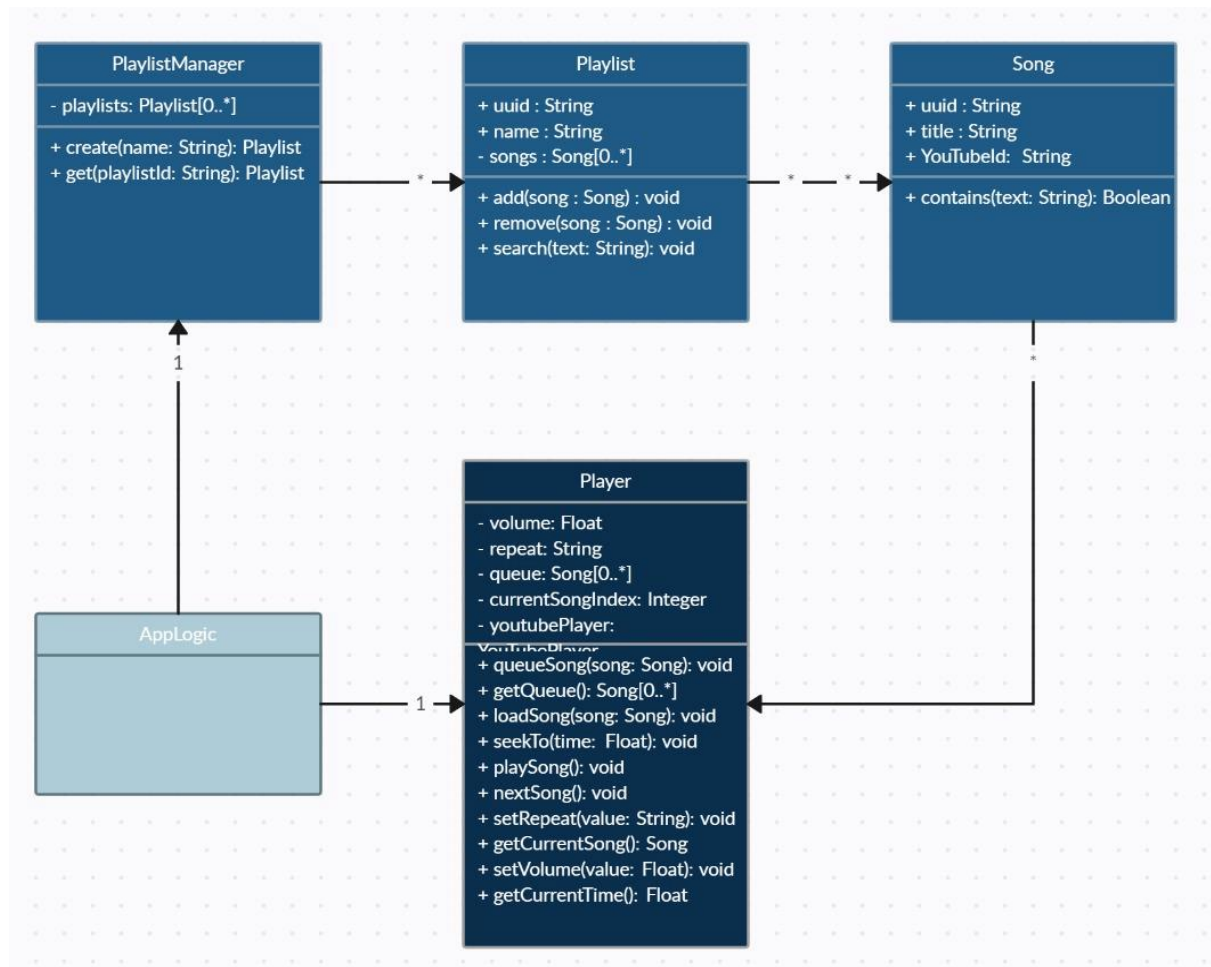 PlaylistManager
- playlists: Playlist[0..*]
+ create(name: String): Playlist
+ get(playlistId: String): Playlist
*
Playlist
+ uuid : String
+ name : String
- songs : Song[0..*]
+ add(song : Song) : void
+ remove(song : Song) : void
+ search(text: String): void
* *
Song
+ uuid : String
+ title : String
+ YouTubeId: String
+ contains(text: String): Boolean
1
*
AppLogic
1
Player
- volume: Float
- repeat: String
- queue: Song[0..*]
- currentSongIndex: Integer
- youtubePlayer:
YouTubePlayer
+ queueSong(song: Song): void
+ getQueue(): Song[0..*]
+ loadSong(song: Song): void
+ seekTo(time: Float): void
+ playSong(): void
+ nextSong(): void
+ setRepeat(value: String): void
+ getCurrentSong(): Song
+ setVolume(value: Float): void
+ getCurrentTime(): Float